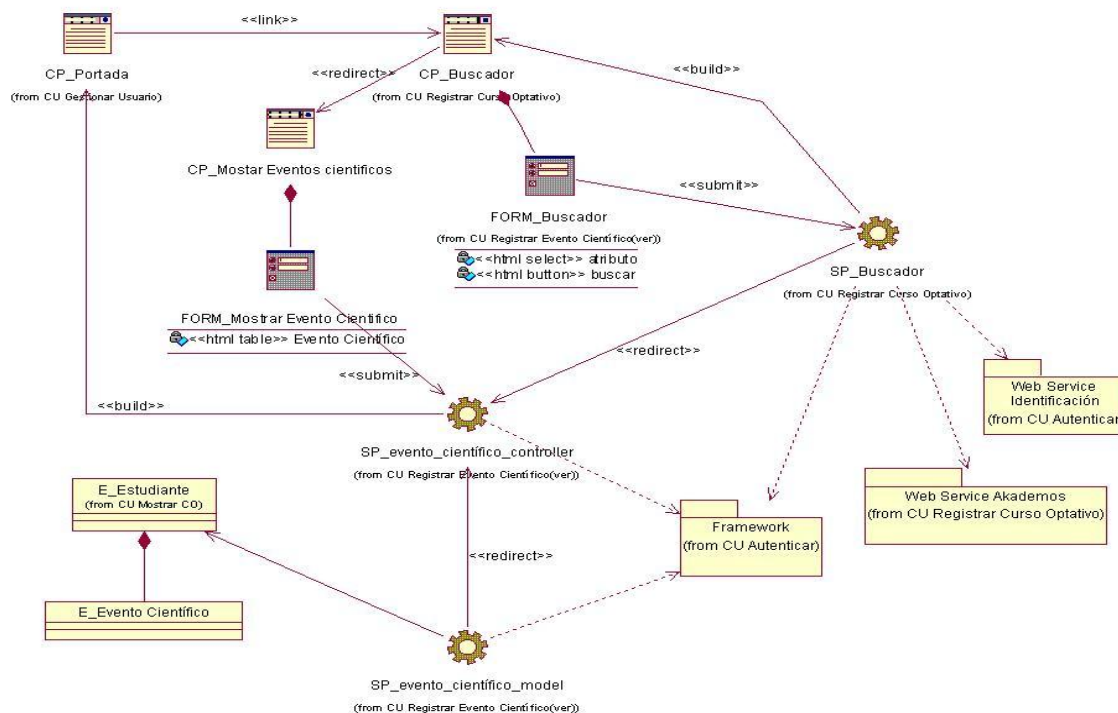 <<link>>
CP_Portada
(from CU Gestionar Usuario)
CP_Buscador
(from CU Registrar Curso Optativo)
<<redirect>>
<<build>>
CP_Mostar Eventos cientificos
FORM_Buscador
(from CU Registrar Evento Científico(ver))
<<html select>> atributo
<<html button>> buscar
<<submit>>
SP_Buscador
(from CU Registrar Curso Optativo)
FORM_Mostrar Evento Cientifico
<<html table>> Evento Científico
<<submit>>
<<redirect>>
<<build>>
Web Service
Identificación
(from CU Autenticar)
SP_evento_científico_controller
(from CU Registrar Evento Científico(ver))
E_Estudiante
(from CU Mostrar CO)
Web Service Akademos
(from CU Registrar Curso Optativo)
Framework
(from CU Autenticar)
<<redirect>>
E_Evento Científico
SP_evento_científico_model
(from CU Registrar Evento Científico(ver))